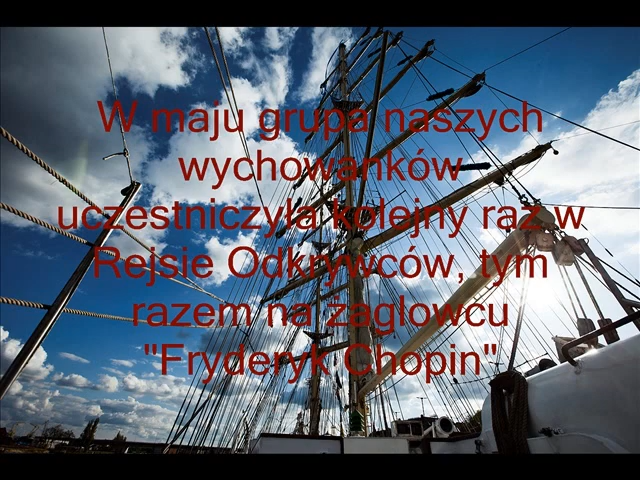 W maju grupa naszych
wychowanków
uczestniczyła kolejny raz w
Rejsie Odkrywców, tym
razem na żaglowcu
"Fryderyk Chopin"